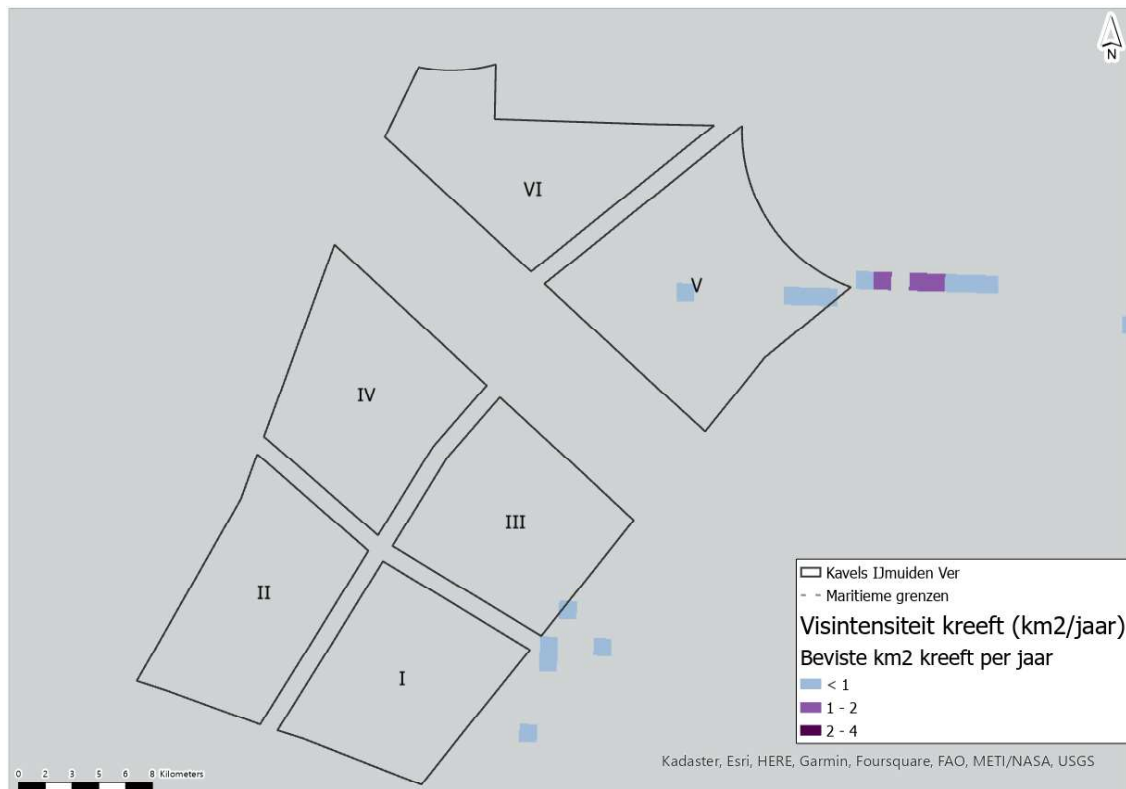 N
VI
V
IV
III
II
I
Kavels IJmuiden Ver
Maritieme grenzen
Visintensiteit kreeft (km2/jaar)
Beviste km2 kreeft per jaar
< 1
1 - 2
2 - 4
Kadaster, Esri, HERE, Garmin, Foursquare, FAO, METI/NASA, USGS
0 2 3 5 6 8 Kilometers